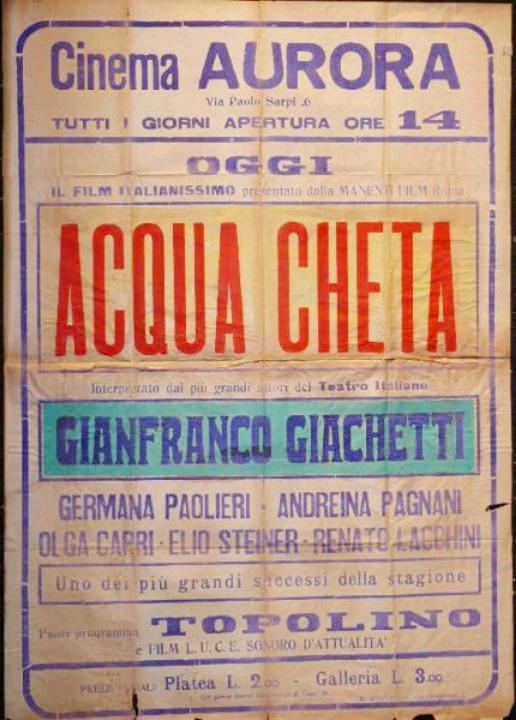 Cinema AURORA
Via Paolo Sarpi
TUTTI I GIORNI APERTURA ORE 14
OGGI
IL FILM ITALIANISSIMO presentato dalla MANENTI FILM Roma
ACQUA CHETA
Interpretato dai più grandi attori del Teatro Italiano
GIANFRANCO GIACHETTI
GERMANA PAOLIERI - ANDREINA PAGNANI
OLGA CAPRI - ELIO STEINER - RENATO
Uno dei più grandi successi della stagione
Fuori programma TOPOLINO
e FILM L.U.C.E. SONORO D'ATTUALITA'
Platea L. 2.00 - Galleria L. 3.00